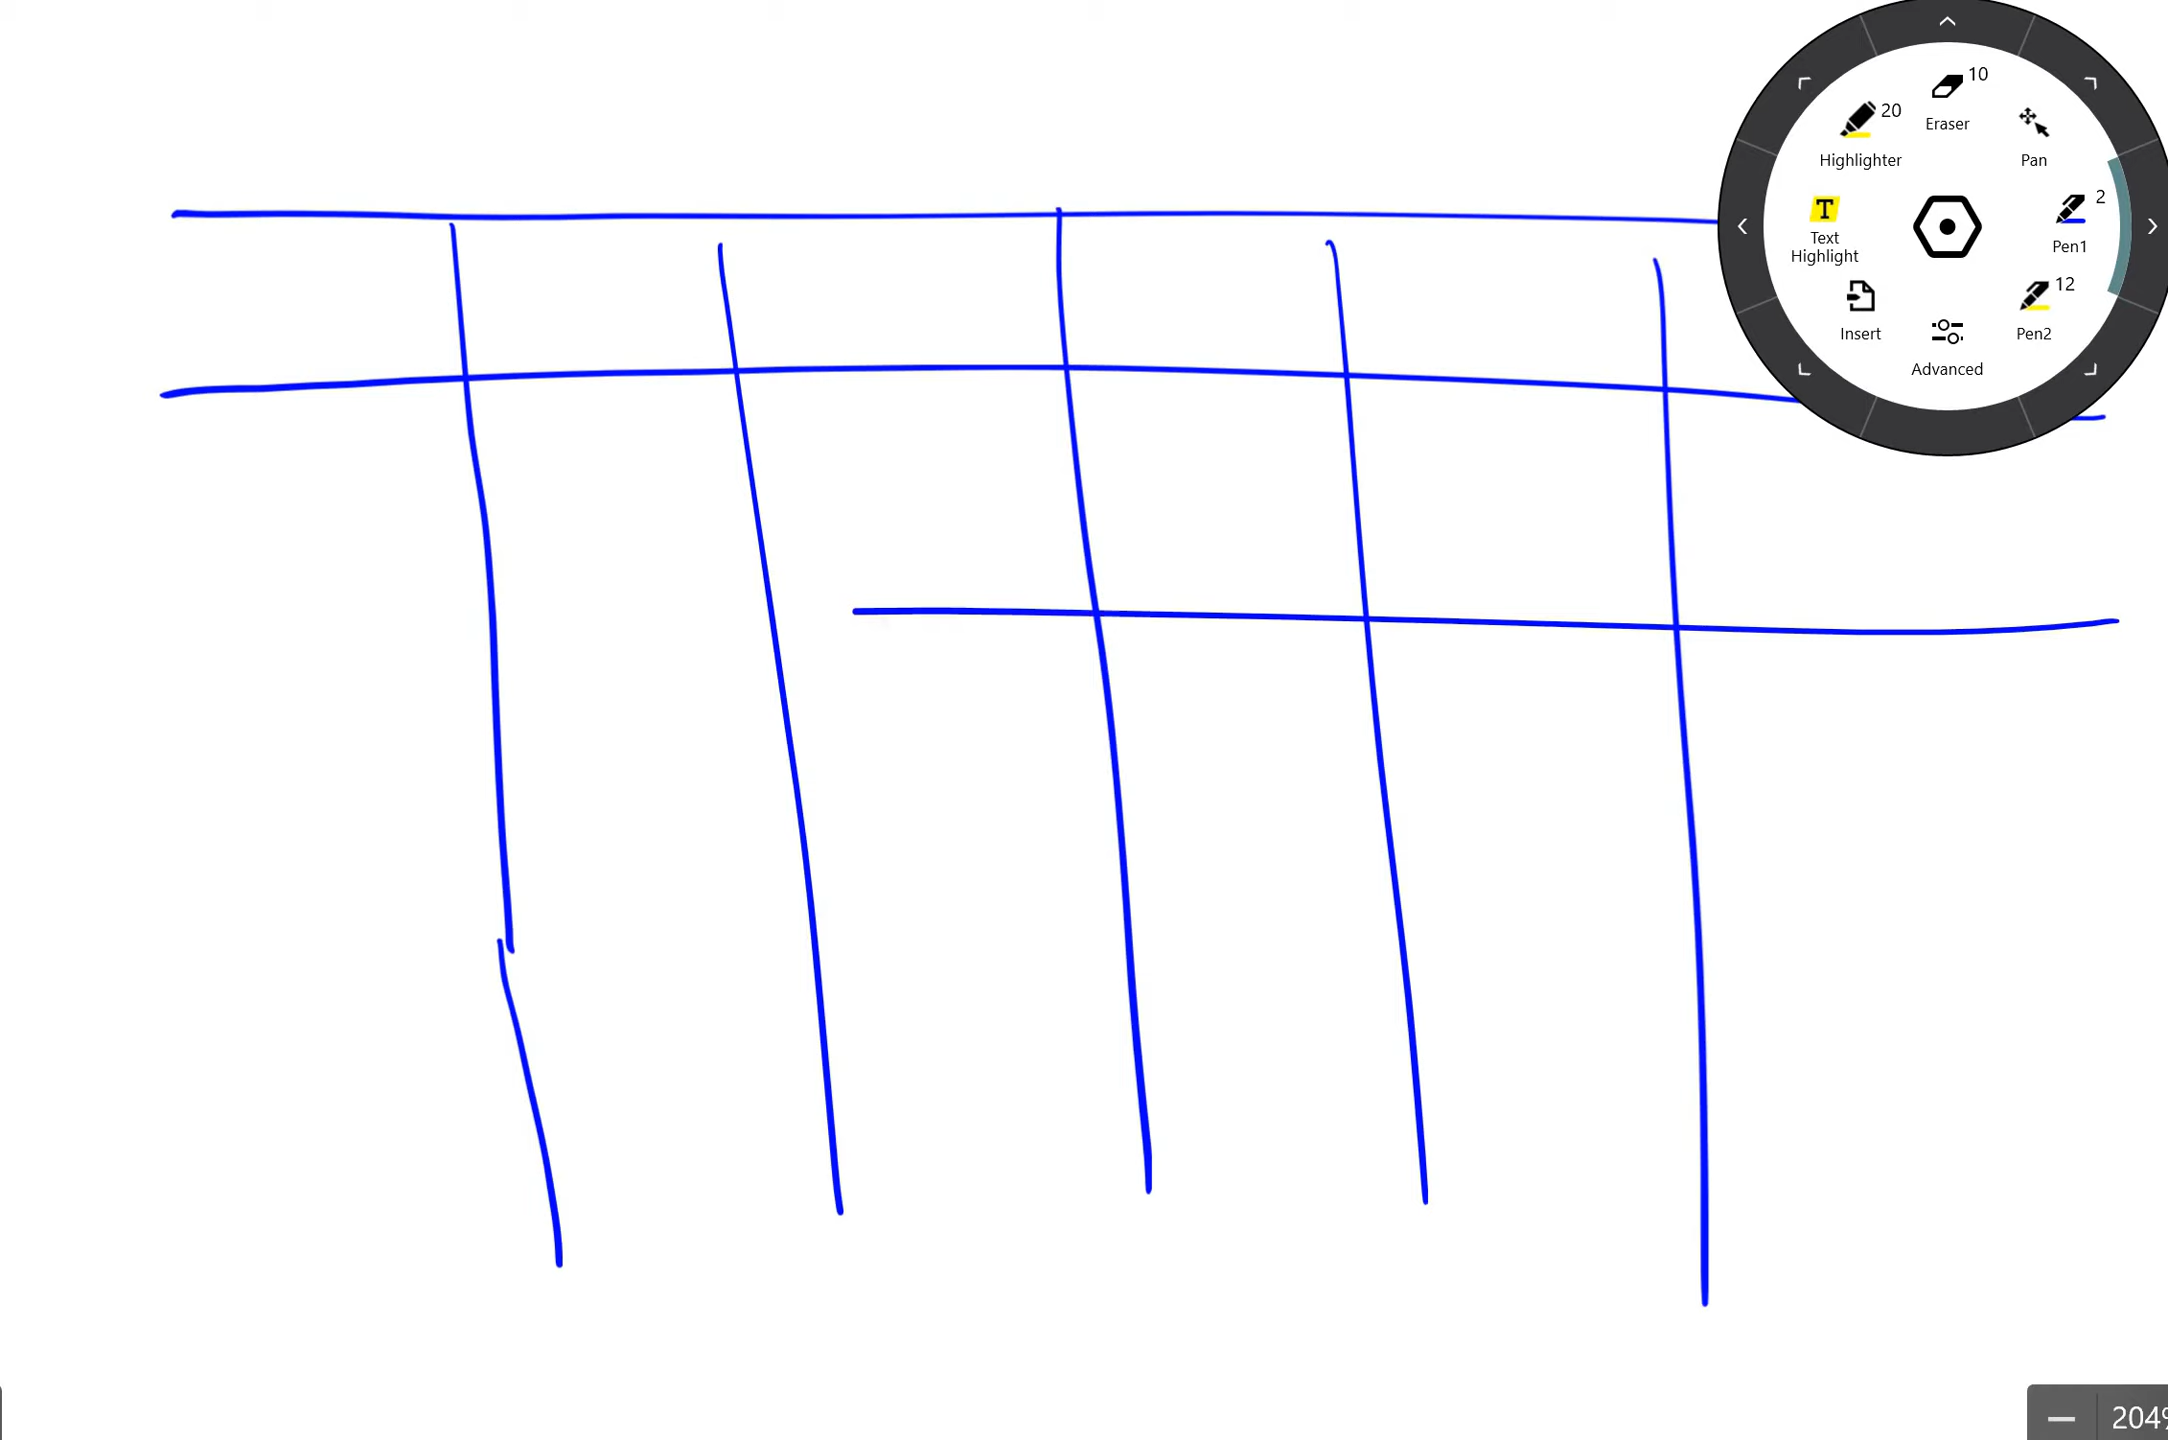 10
Eraser
20
Highlighter
Pan
T
Text
Highlight
2
Pen1
Insert
12
Pen2
Advanced
204%